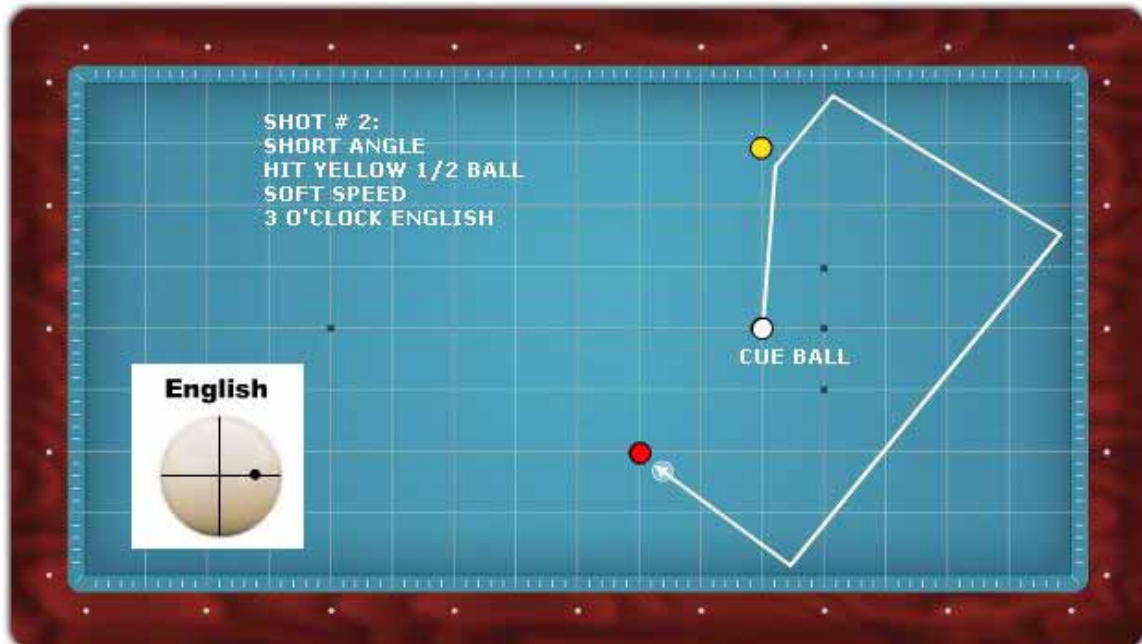 SHOT # 2:
SHORT ANGLE
HIT YELLOW 1/2 BALL
SOFT SPEED
3 O'CLOCK ENGLISH
CUE BALL
English